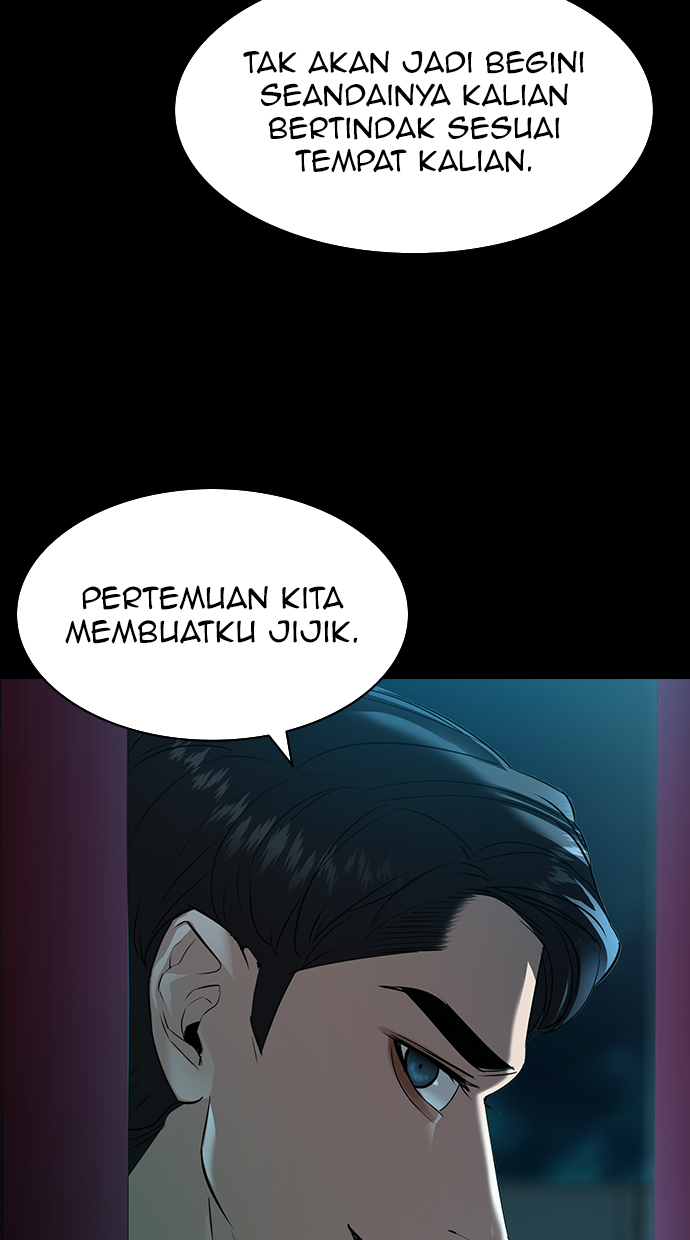 TAK AKAN JADI BEGINI
SEANDAINYA KALIAN
BERTINDAK SESUAI
TEMPAT KALIAN.
PERTEMUAN KITA
MEMBUATKU JIJIK.